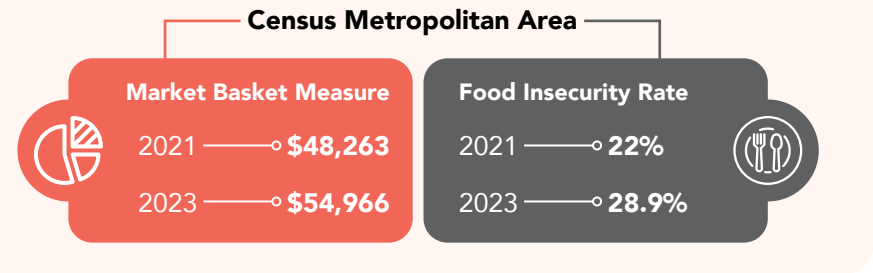 Census Metropolitan Area
Market Basket Measure
2021 $48,263
2023 $54,966
Food Insecurity Rate
2021 22%
2023 28.9%